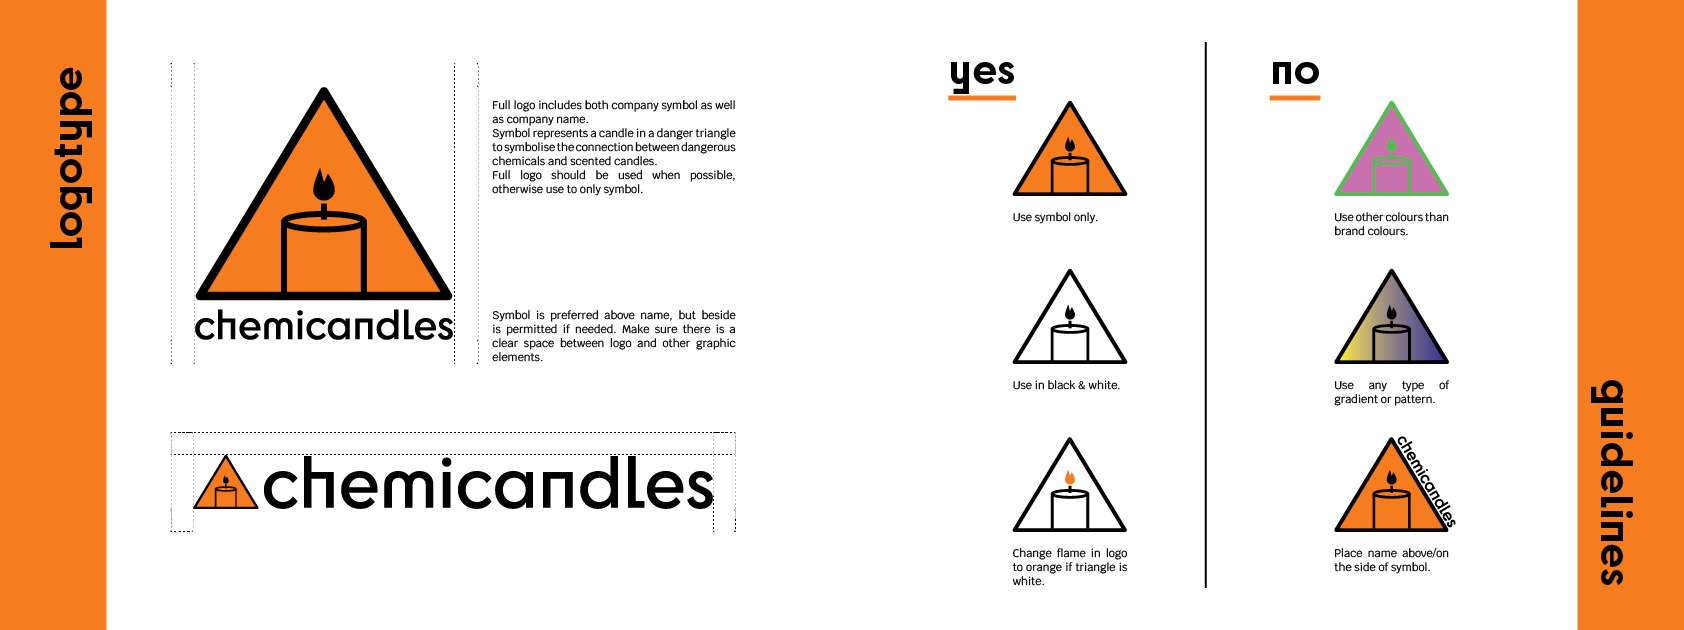 logotype
chemicandles
Full logo includes both company symbol as well
as company name.
Symbol represents a candle in a danger triangle
to symbolise the connection between dangerous
chemicals and scented candles.
Full logo should be used when possible,
otherwise use to only symbol.
Symbol is preferred above name, but beside
is permitted if needed. Make sure there is a
clear space between logo and other graphic
elements.
chemicandles
yes
Use symbol only.
Use in black & white.
Change flame in logo
to orange if triangle is
white.
no
Use other colours than
brand colours.
Use any type of
gradient or pattern.
chemicandles
Place name above/on
the side of symbol.
guidelines